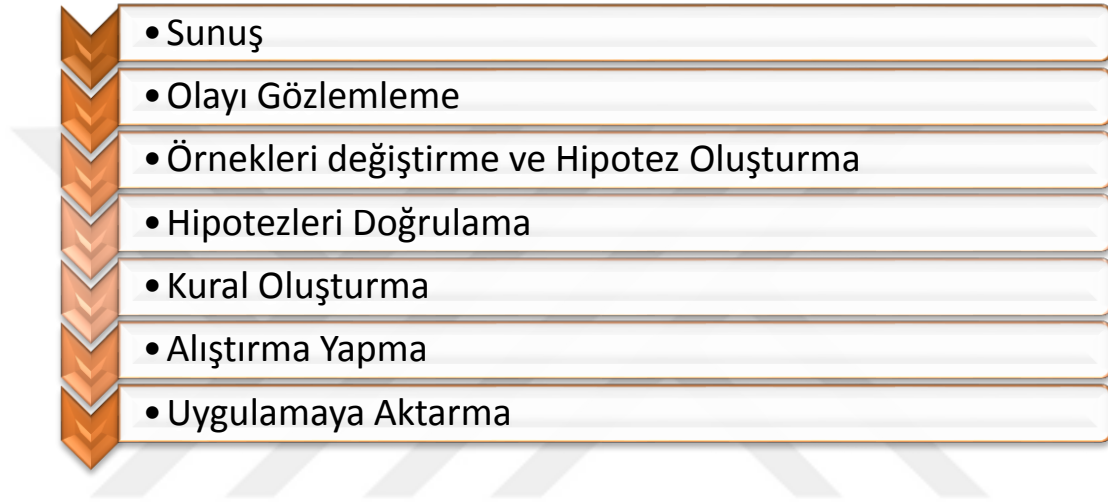 •Sunuş
•Olayı Gözlemleme
•Örnekleri değiştirme ve Hipotez Oluşturma
•Hipotezleri Doğrulama
•Kural Oluşturma
•Alıştırma Yapma
•Uygulamaya Aktarma